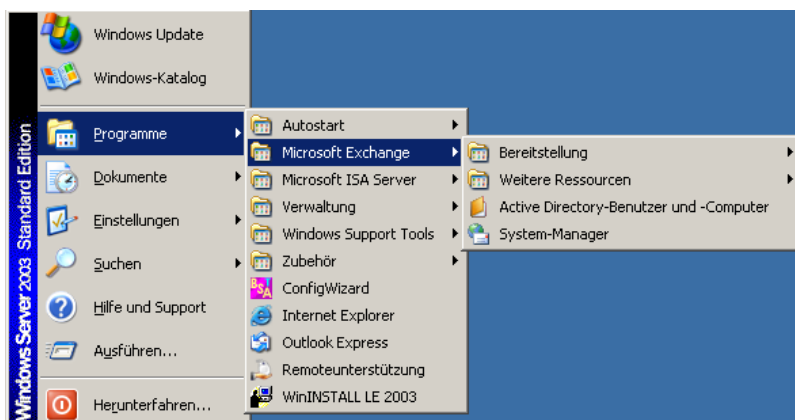 Windows Server 2003 Standard Edition
Windows Update
Windows-Katalog
Programme
Dokumente
Einstellungen
Suchen
Hilfe und Support
Ausführen...
Herunterfahren...
Autostart
Microsoft Exchange
Microsoft ISA Server
Verwaltung
Windows Support Tools
Zubehör
ConfigWizard
Internet Explorer
Outlook Express
Remoteunterstützung
WinINSTALL LE 2003
Bereitstellung
Weitere Ressourcen
Active Directory-Benutzer und -Computer
System-Manager